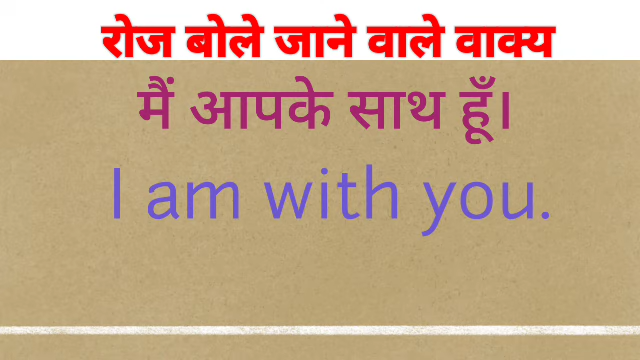 रोज बोले जाने वाले वाक्य
मैं आपके साथ हूँ।
I am with you.